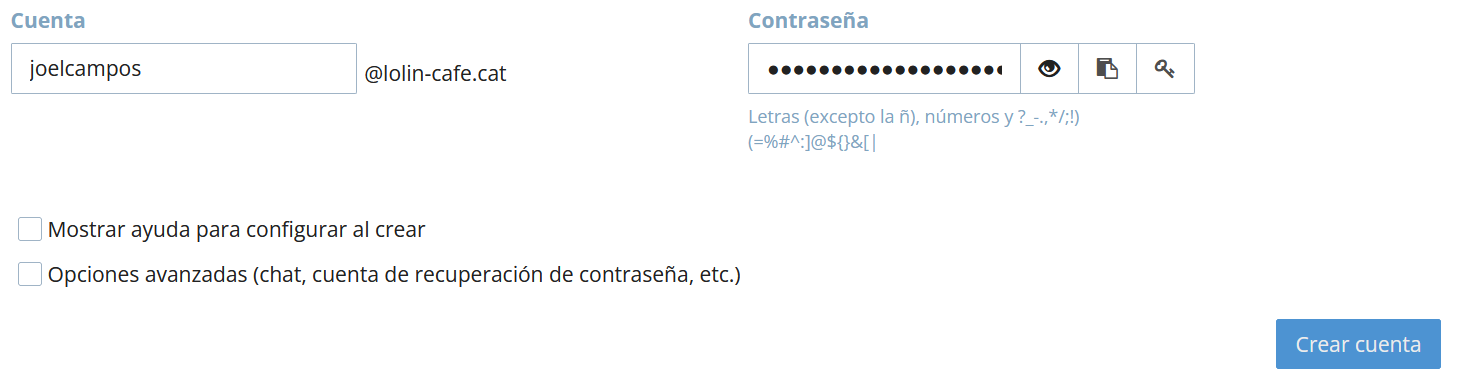 Cuenta
Contraseña
joelcampos
@lolin-cafe.cat
●●●●●●●●●●●●●●●●●●●
Letras (excepto la ñ), números y ?_-.,*/;!)
(=%#^:]@${}&[|
Mostrar ayuda para configurar al crear
Opciones avanzadas (chat, cuenta de recuperación de contraseña, etc.)
Crear cuenta